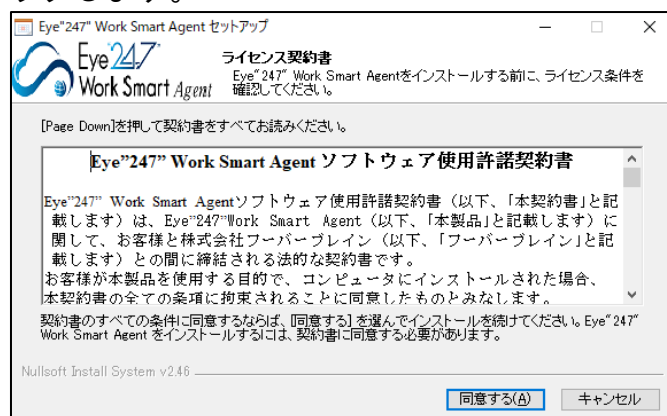 Eye"247" Work Smart Agent セットアップ
Eye"247"
Work Smart Agent
ライセンス契約書
Eye"247" Work Smart Agentをインストールする前に、ライセンス条件を
確認してください。
[Page Down]を押して契約書をすべてお読みください。
Eye”247” Work Smart Agent ソフトウェア使用許諾契約書
Eye”247” Work Smart Agentソフトウェア使用許諾契約書（以下、「本契約書」と記
載します）は、Eye”247”Work Smart Agent（以下、「本製品」と記載します）に
関して、お客様と株式会社フーバーブレイン（以下、「フーバーブレイン」と記
載します）との間に締結される法的な契約書です。
お客様が本製品を使用する目的で、コンピュータにインストールされた場合、
本契約書の全ての条項に拘束されることに同意したものとみなします。
契約書のすべての条件に同意するならば、[同意する] を選んでインストールを続けてください。Eye"247"
Work Smart Agent をインストールするには、契約書に同意する必要があります。
Nullsoft Install System v2.46
同意する(A)
キャンセル